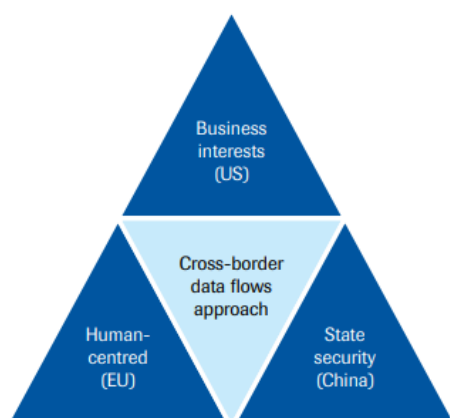 Business
interests
(US)
Cross-border
data flows
approach
Human-
centred
(EU)
State
security
(China)